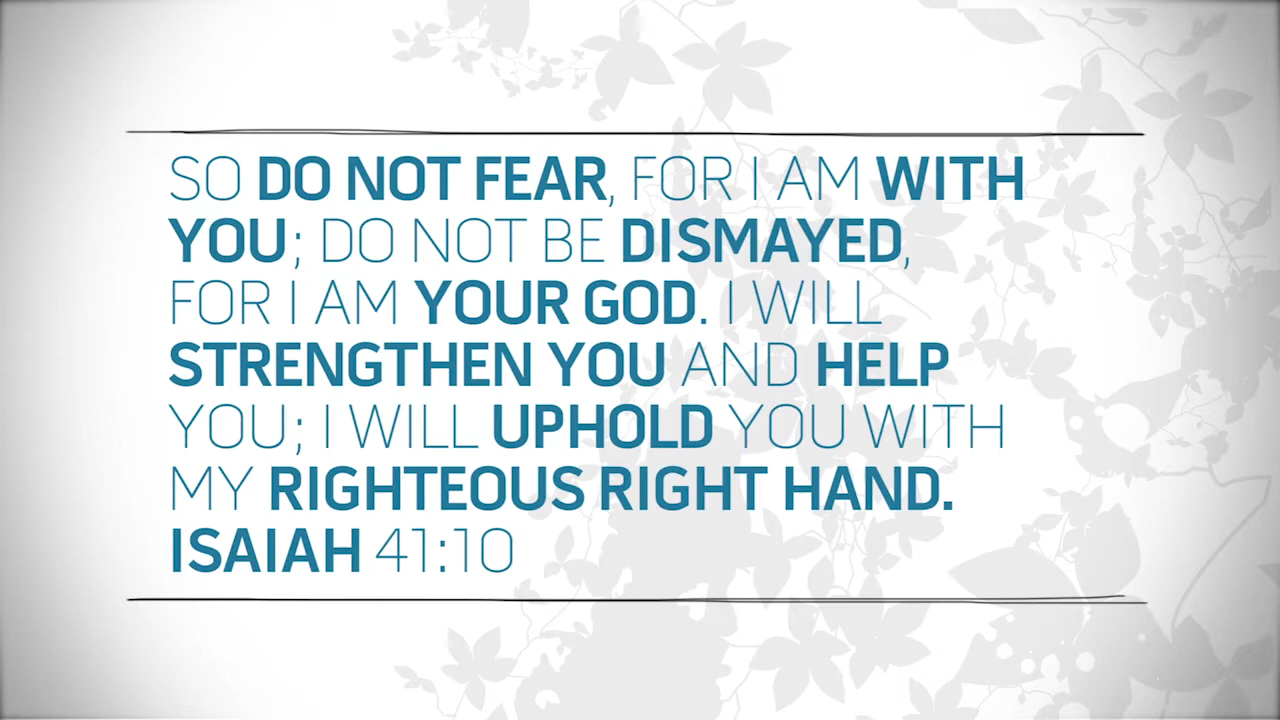 SO DO NOT FEAR, FOR I AM WITH
YOU; DO NOT BE DISMAYED,
FOR I AM YOUR GOD. I WILL
STRENGTHEN YOU AND HELP
YOU; I WILL UPHOLD YOU WITH
MY RIGHTEOUS RIGHT HAND.
ISAIAH 41:10